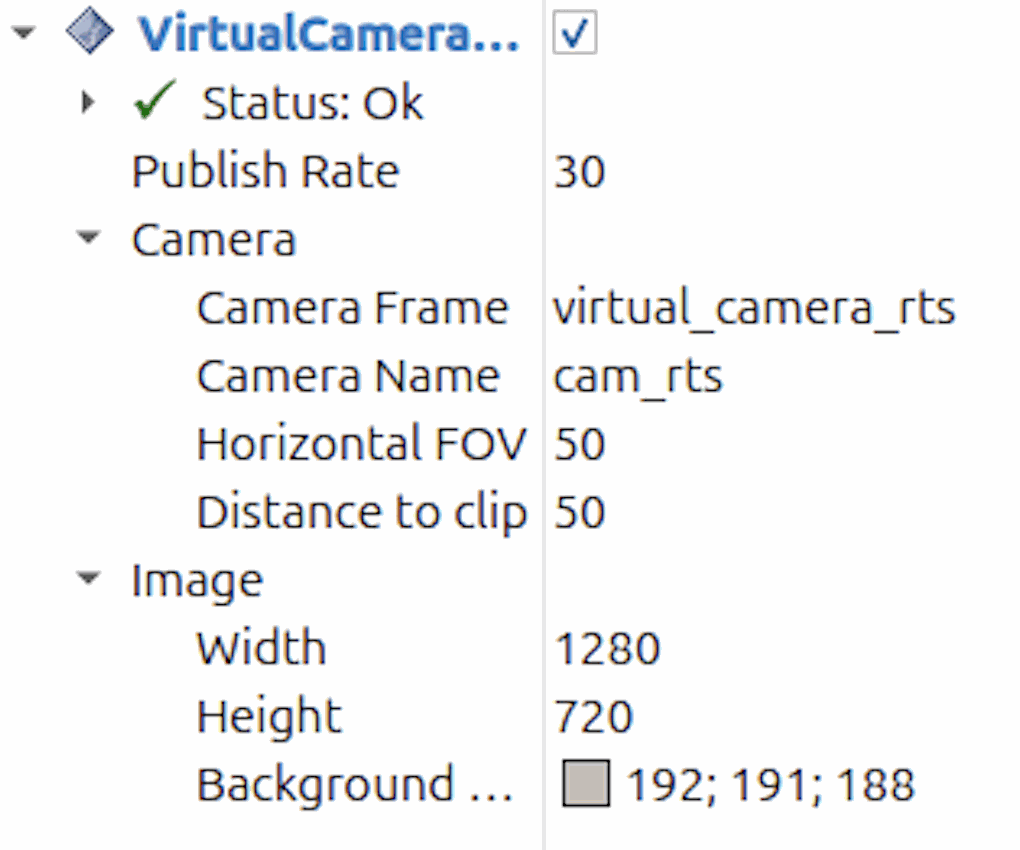 VirtualCamera...
Status: Ok
Publish Rate 30
Camera
Camera Frame virtual_camera_rts
Camera Name cam_rts
Horizontal FOV 50
Distance to clip 50
Image
Width 1280
Height 720
Background ... 192; 191; 188